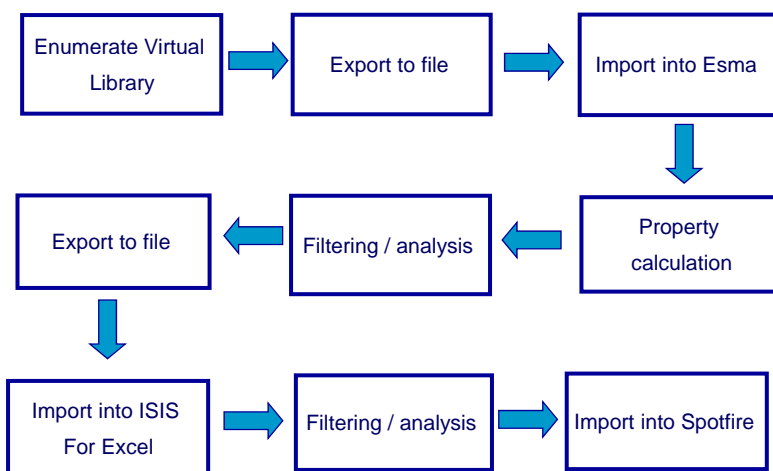 Enumerate Virtual
Library
Export to file
Import into Esma
Export to file
Filtering / analysis
Property
calculation
Import into ISIS
For Excel
Filtering / analysis
Import into Spotfire